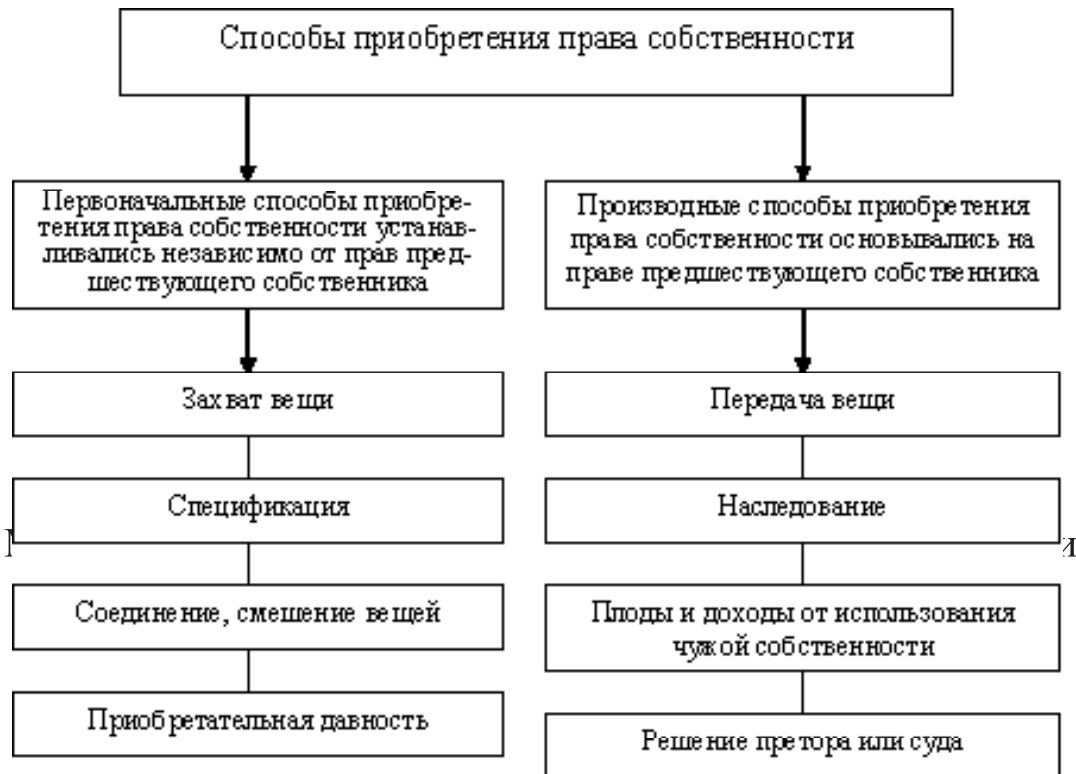 Способы приобретения права собственности
Первоначальные способы приобре-
тения права собственности устана-
вливались независимо от прав пред-
шествующего собственника
Захват вещи
Спецификация
Соединение, смешение вещей
Приобретательная давность
Производные способы приобретения
права собственности основывались на
праве предшествующего собственника
Передача вещи
Наследование
Плоды и доходы от использования
чужой собственности
Решение претора или суда